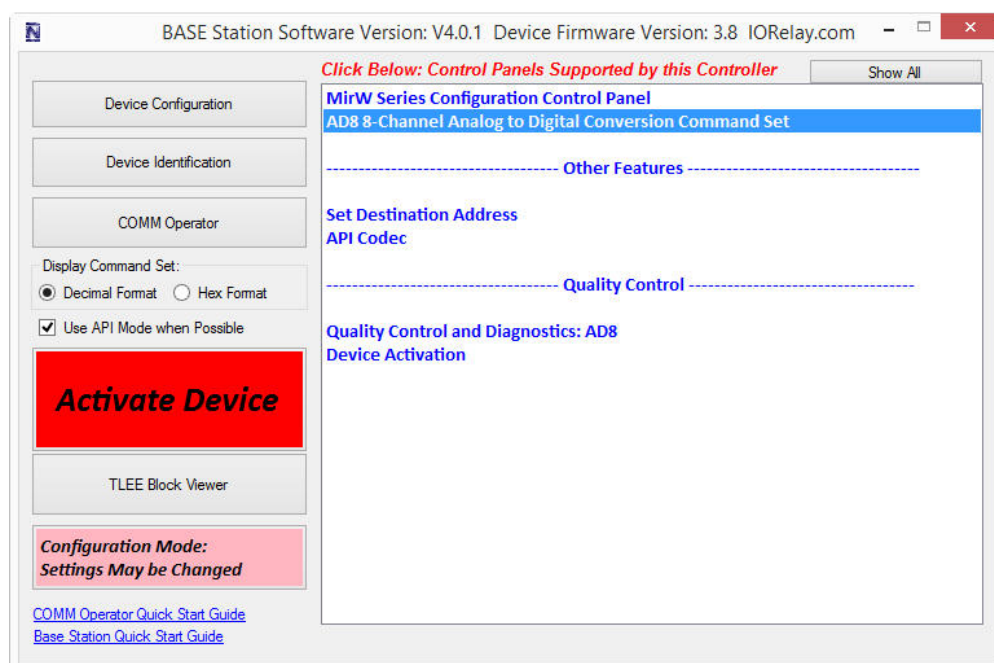 BASE Station Software Version: V4.0.1 Device Firmware Version: 3.8 IORelay.com
Click Below: Control Panels Supported by this Controller
Show All
Device Configuration
Device Identification
COMM Operator
Display Command Set:
Decimal Format
Hex Format
Use API Mode when Possible
Activate Device
TLEE Block Viewer
Configuration Mode:
Settings May be Changed
COMM Operator Quick Start Guide
Base Station Quick Start Guide
MirW Series Configuration Control Panel
AD8 8-Channel Analog to Digital Conversion Command Set
------------------------------------ Other Features ------------------------------------
Set Destination Address
API Codec
------------------------------------ Quality Control -----------------------------------
Quality Control and Diagnostics: AD8
Device Activation